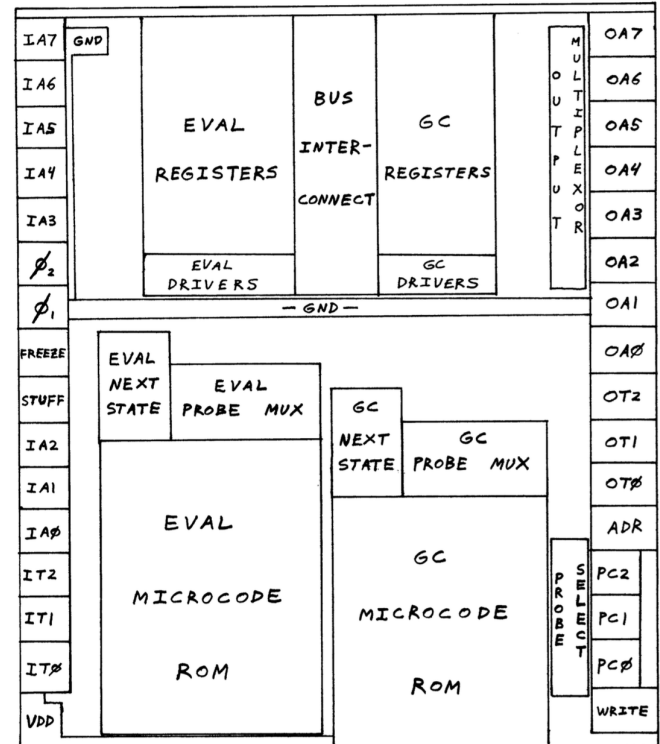 IA7
GND
IA6
IA5
IA4
IA3
ϕ₂
ϕ₁
FREEZE
STUFF
IA2
IA1
IAØ
IT2
IT1
ITØ
VDD
EVAL
REGISTERS
EVAL
DRIVERS
BUS
INTER-
CONNECT
GC
REGISTERS
GC
DRIVERS
OUTPUT
MULTIPLEXOR
— GND —
EVAL
NEXT
STATE
EVAL
PROBE MUX
GC
NEXT
STATE
GC
PROBE MUX
EVAL
MICROCODE
ROM
GC
MICROCODE
ROM
PROBE
SELECT
OA7
OA6
OA5
OA4
OA3
OA2
OA1
OAØ
OT2
OT1
OTØ
ADR
PC2
PC1
PCØ
WRITE